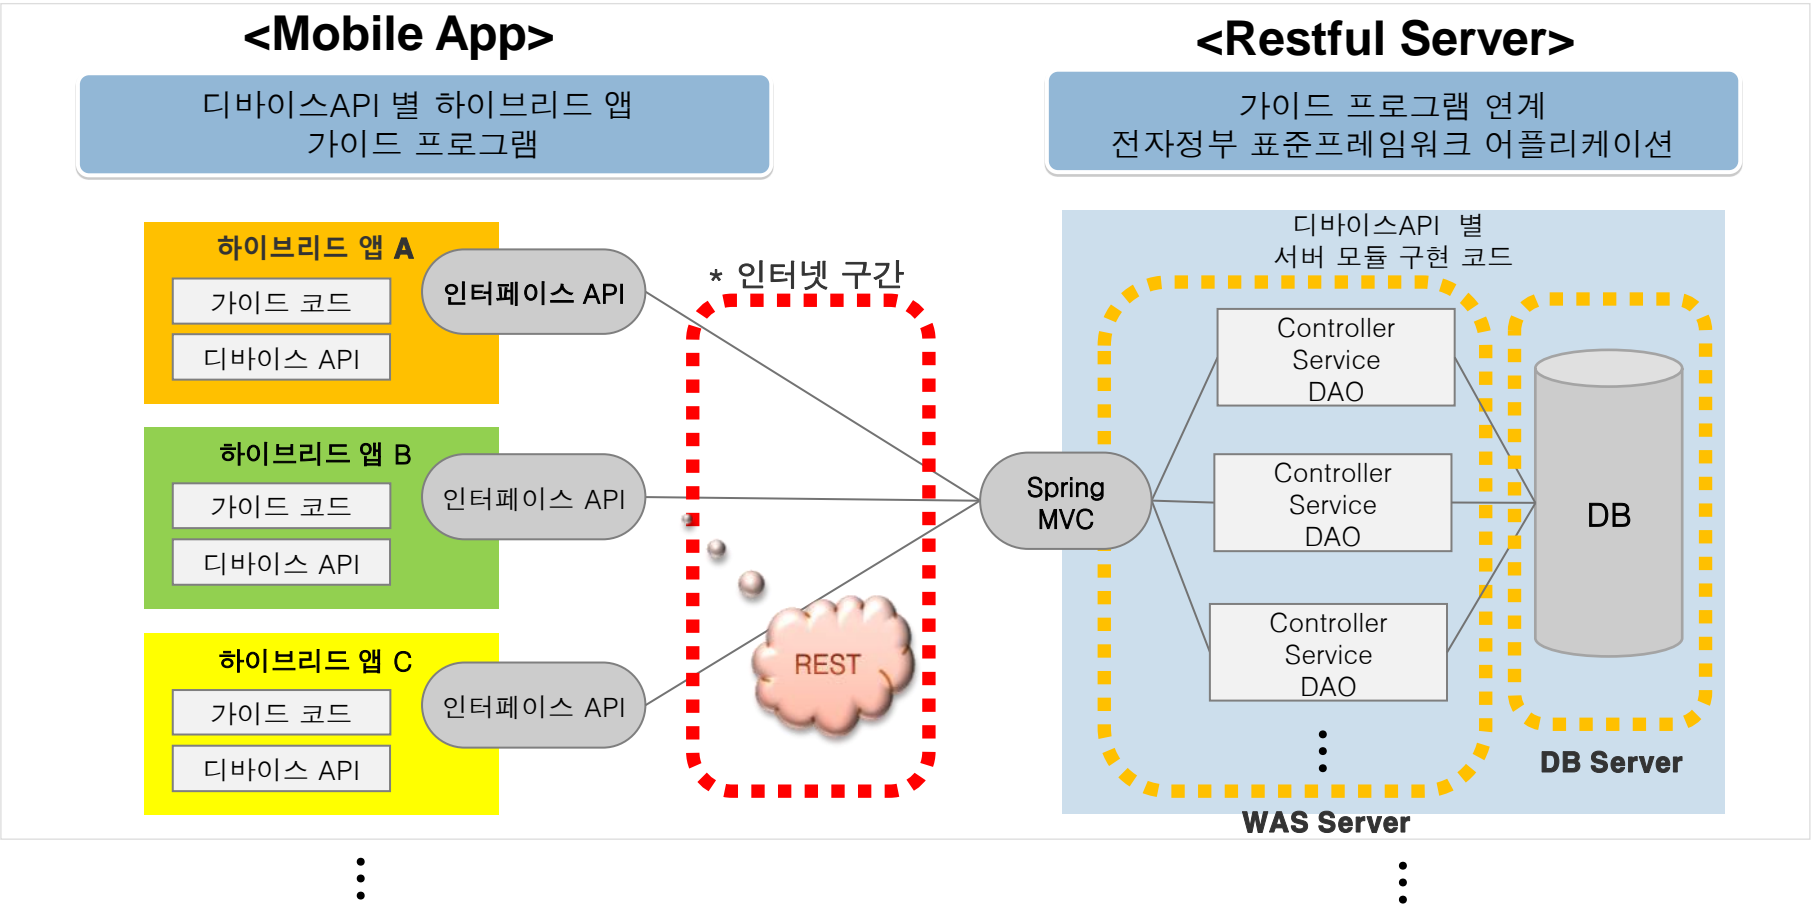 <Mobile App>
디바이스API 별 하이브리드 앱
가이드 프로그램
하이브리드 앱 A
가이드 코드
디바이스 API
인터페이스 API
하이브리드 앱 B
가이드 코드
디바이스 API
인터페이스 API
하이브리드 앱 C
가이드 코드
디바이스 API
인터페이스 API
* 인터넷 구간
REST
<Restful Server>
가이드 프로그램 연계
전자정부 표준프레임워크 어플리케이션
디바이스API 별
서버 모듈 구현 코드
Spring
MVC
Controller
Service
DAO
Controller
Service
DAO
Controller
Service
DAO
WAS Server
DB
DB Server